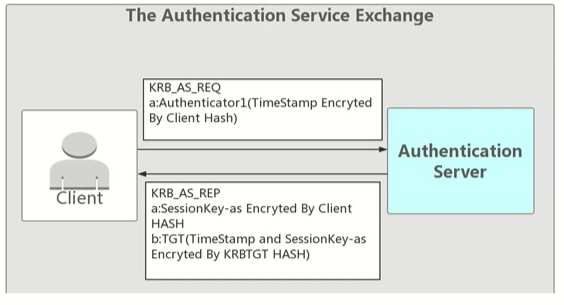 The Authentication Service Exchange
KRB_AS_REQ
a:Authenticator1(TimeStamp Encryted
By Client Hash)
Authentication
Server
Client
KRB_AS_REP
a:SessionKey-as Encryted By Client
HASH
b:TGT(TimeStamp and SessionKey-as
Encryted By KRBTGT HASH)